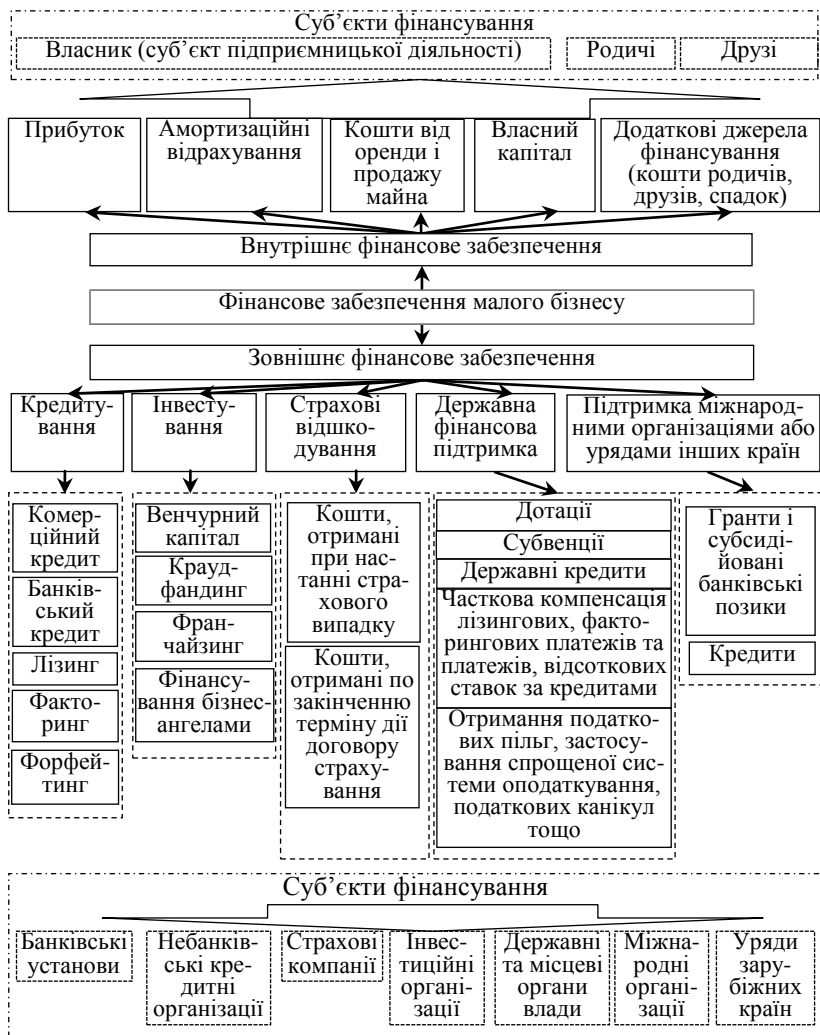 Суб’єкти фінансування
Власник (суб’єкт підприємницької діяльності)
Родичі
Друзі
Прибуток
Амортизаційні
відрахування
Кошти від
оренди і
продажу
майна
Власний
капітал
Додаткові джерела
фінансування
(кошти родичів,
друзів, спадок)
Внутрішнє фінансове забезпечення
Фінансове забезпечення малого бізнесу
Зовнішнє фінансове забезпечення
Кредиту-
вання
Інвесту-
вання
Страхові
відшко-
дування
Державна
фінансова
підтримка
Підтримка міжнарод-
ними організаціями або
урядами інших країн
Комер-
ційний
кредит
Банків-
ський
кредит
Лізинг
Факто-
ринг
Форфей-
тинг
Венчурний
капітал
Крауд-
фандинг
Фран-
чайзинг
Фінансу-
вання бізнес-
ангелами
Кошти,
отримані
при нас-
танні стра-
хового
випадку
Кошти,
отримані по
закінченню
терміну дії
договору
страху-
вання
Дотації
Субвенції
Державні кредити
Часткова компенсація
лізингових, факто-
рингових платежів та
платежів, відсоткових
ставок за кредитами
Отримання податко-
вих пільг, застосу-
вання спрощеної сис-
теми оподаткування,
податкових канікул
тощо
Гранти і
субсиді-
йовані
банківські
позики
Кредити
Суб’єкти фінансування
Банківські
установи
Небанків-
ські кре-
дитні
організації
Страхові
компанії
Інвес-
тиційні
органі-
зації
Державні
та місцеві
органи
влади
Міжна-
родні
органі-
зації
Уряди
зару-
біжних
країн